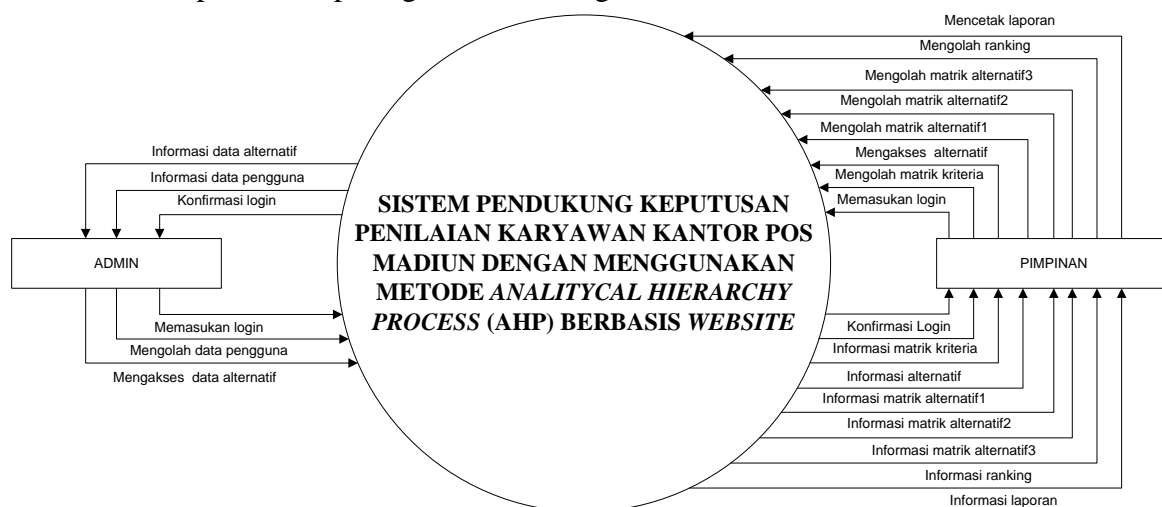 Mencetak laporan
Mengolah ranking
Mengolah matrik alternatif3
Mengolah matrik alternatif2
Mengolah matrik alternatif1
Mengakses alternatif
Mengolah matrik kriteria
Memasukan login
Informasi data alternatif
Informasi data pengguna
Konfirmasi login
ADMIN
Memasukan login
Mengolah data pengguna
Mengakses data alternatif
SISTEM PENDUKUNG KEPUTUSAN
PENILAIAN KARYAWAN KANTOR POS
MADIUN DENGAN MENGGUNAKAN
METODE ANALITYCAL HIERARCHY
PROCESS (AHP) BERBASIS WEBSITE
PIMPINAN
Konfirmasi Login
Informasi matrik kriteria
Informasi alternatif
Informasi matrik alternatif1
Informasi matrik alternatif2
Informasi matrik alternatif3
Informasi ranking
Informasi laporan